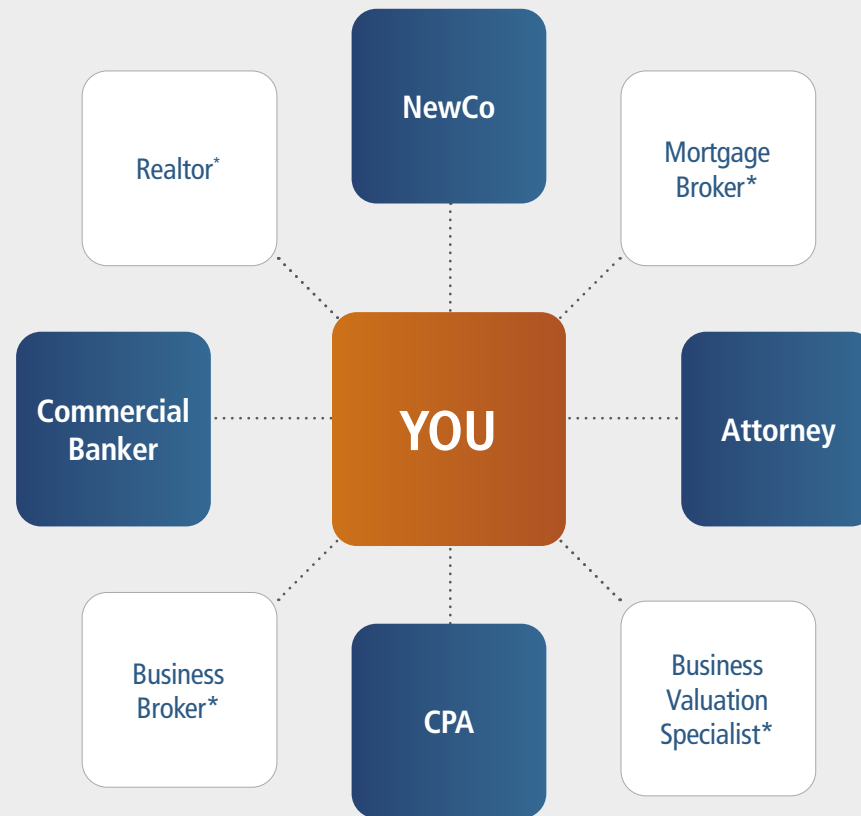 NewCo
Realtor*
Mortgage
Broker*
Commercial
Banker
YOU
Attorney
Business
Broker*
CPA
Business
Valuation
Specialist*